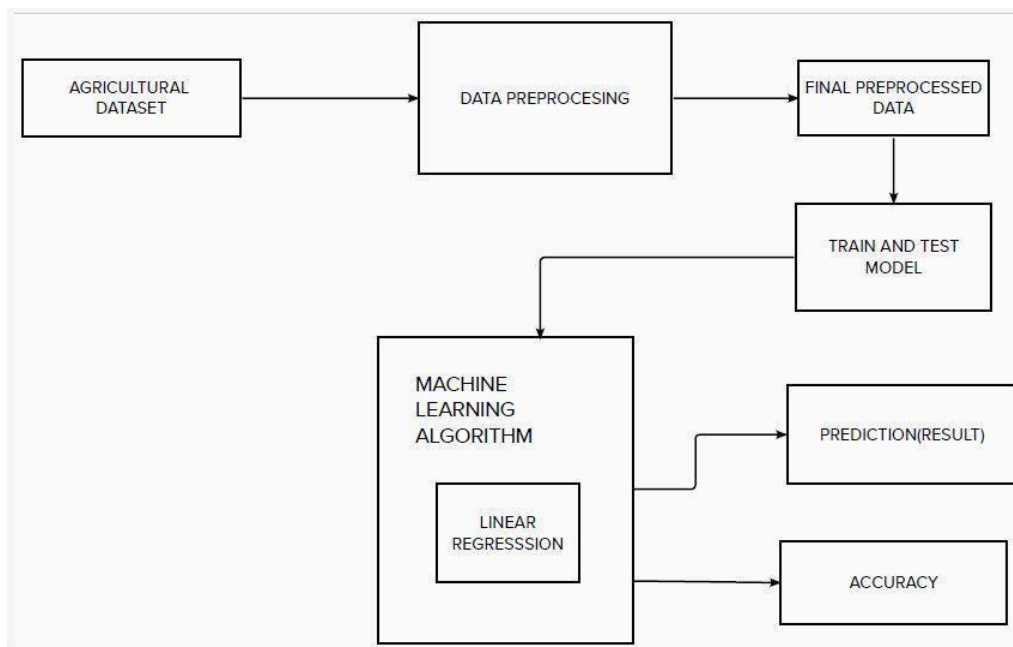 AGRICULTURAL
DATASET
DATA PREPROCESING
FINAL PREPROCESSED
DATA
TRAIN AND TEST
MODEL
MACHINE
LEARNING
ALGORITHM
LINEAR
REGRESSSION
PREDICTION(RESULT)
ACCURACY